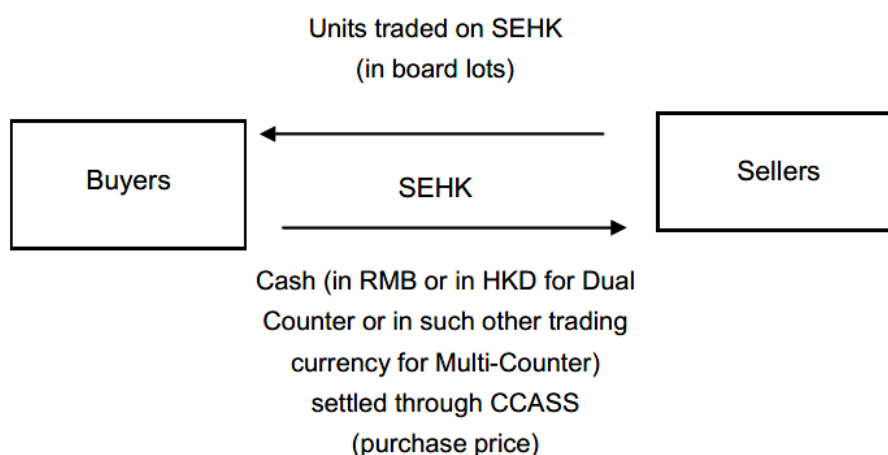 Units traded on SEHK
(in board lots)
Buyers
SEHK
Sellers
Cash (in RMB or in HKD for Dual
Counter or in such other trading
currency for Multi-Counter)
settled through CCASS
(purchase price)